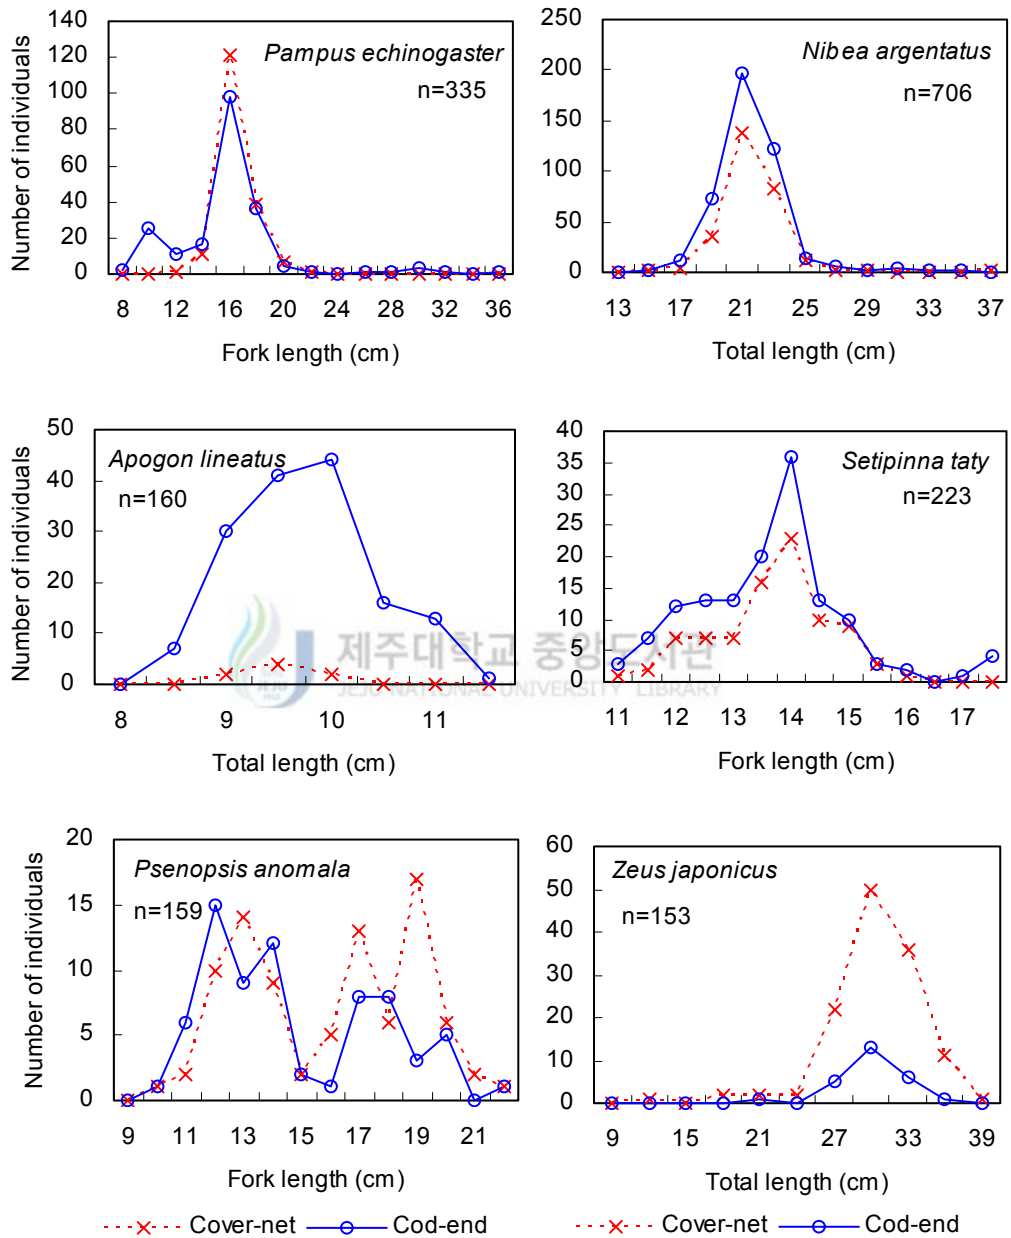 Number of individuals
140
120
100
80
60
40
20
0
Pampus echinogaster
n=335
8 12 16 20 24 28 32 36
Fork length (cm)
250
200
150
100
50
0
Nibea argentatus
n=706
13 17 21 25 29 33 37
Total length (cm)
Number of individuals
50
40
30
20
10
0
Apogon lineatus
n=160
8 9 10 11
Total length (cm)
40
35
30
25
20
15
10
5
0
Setipinna taty
n=223
11 12 13 14 15 16 17
Fork length (cm)
제주대학교 중앙도서관
JEJU NATIONAL UNIVERSITY LIBRARY
JEJU
1952
Number of individuals
20
15
10
5
0
Psenopsis anomala
n=159
9 11 13 15 17 19 21
Fork length (cm)
60
50
40
30
20
10
0
Zeus japonicus
n=153
9 15 21 27 33 39
Total length (cm)
Cover-net Cod-end
Cover-net Cod-end